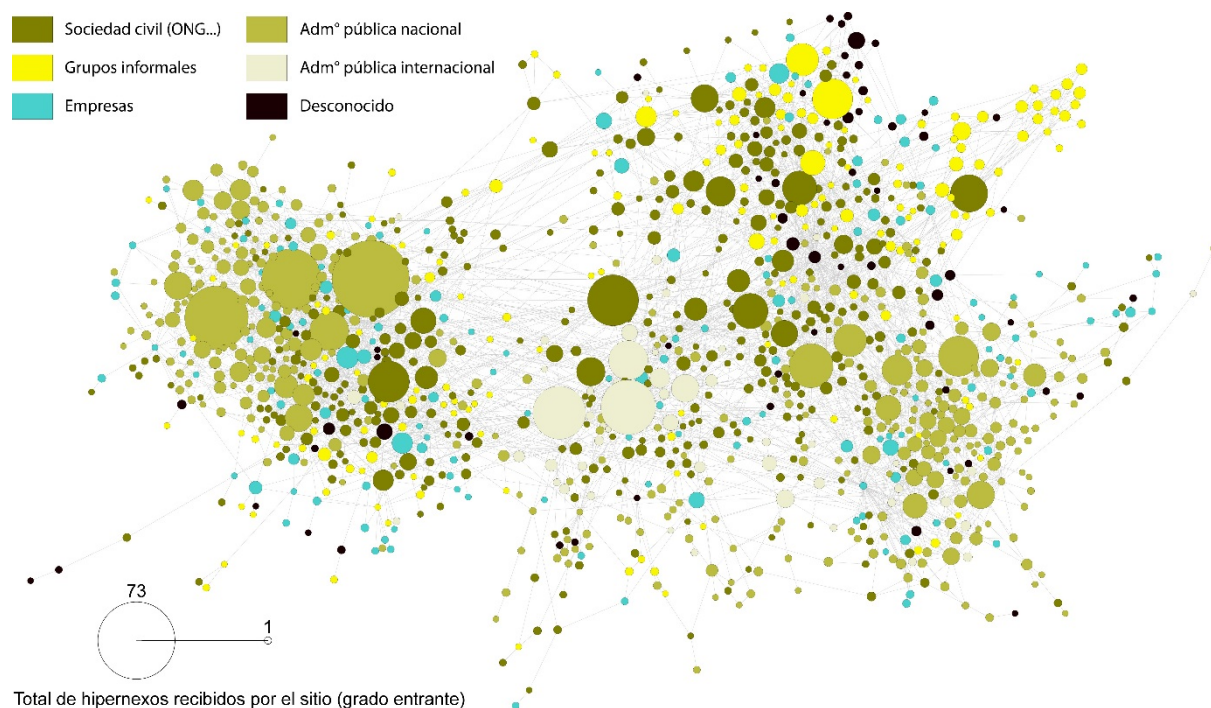 Sociedad civil (ONG...)
Grupos informales
Empresas
Adm° pública nacional
Adm° pública internacional
Desconocido
73
1
Total de hipernexos recibidos por el sitio (grado entrante)